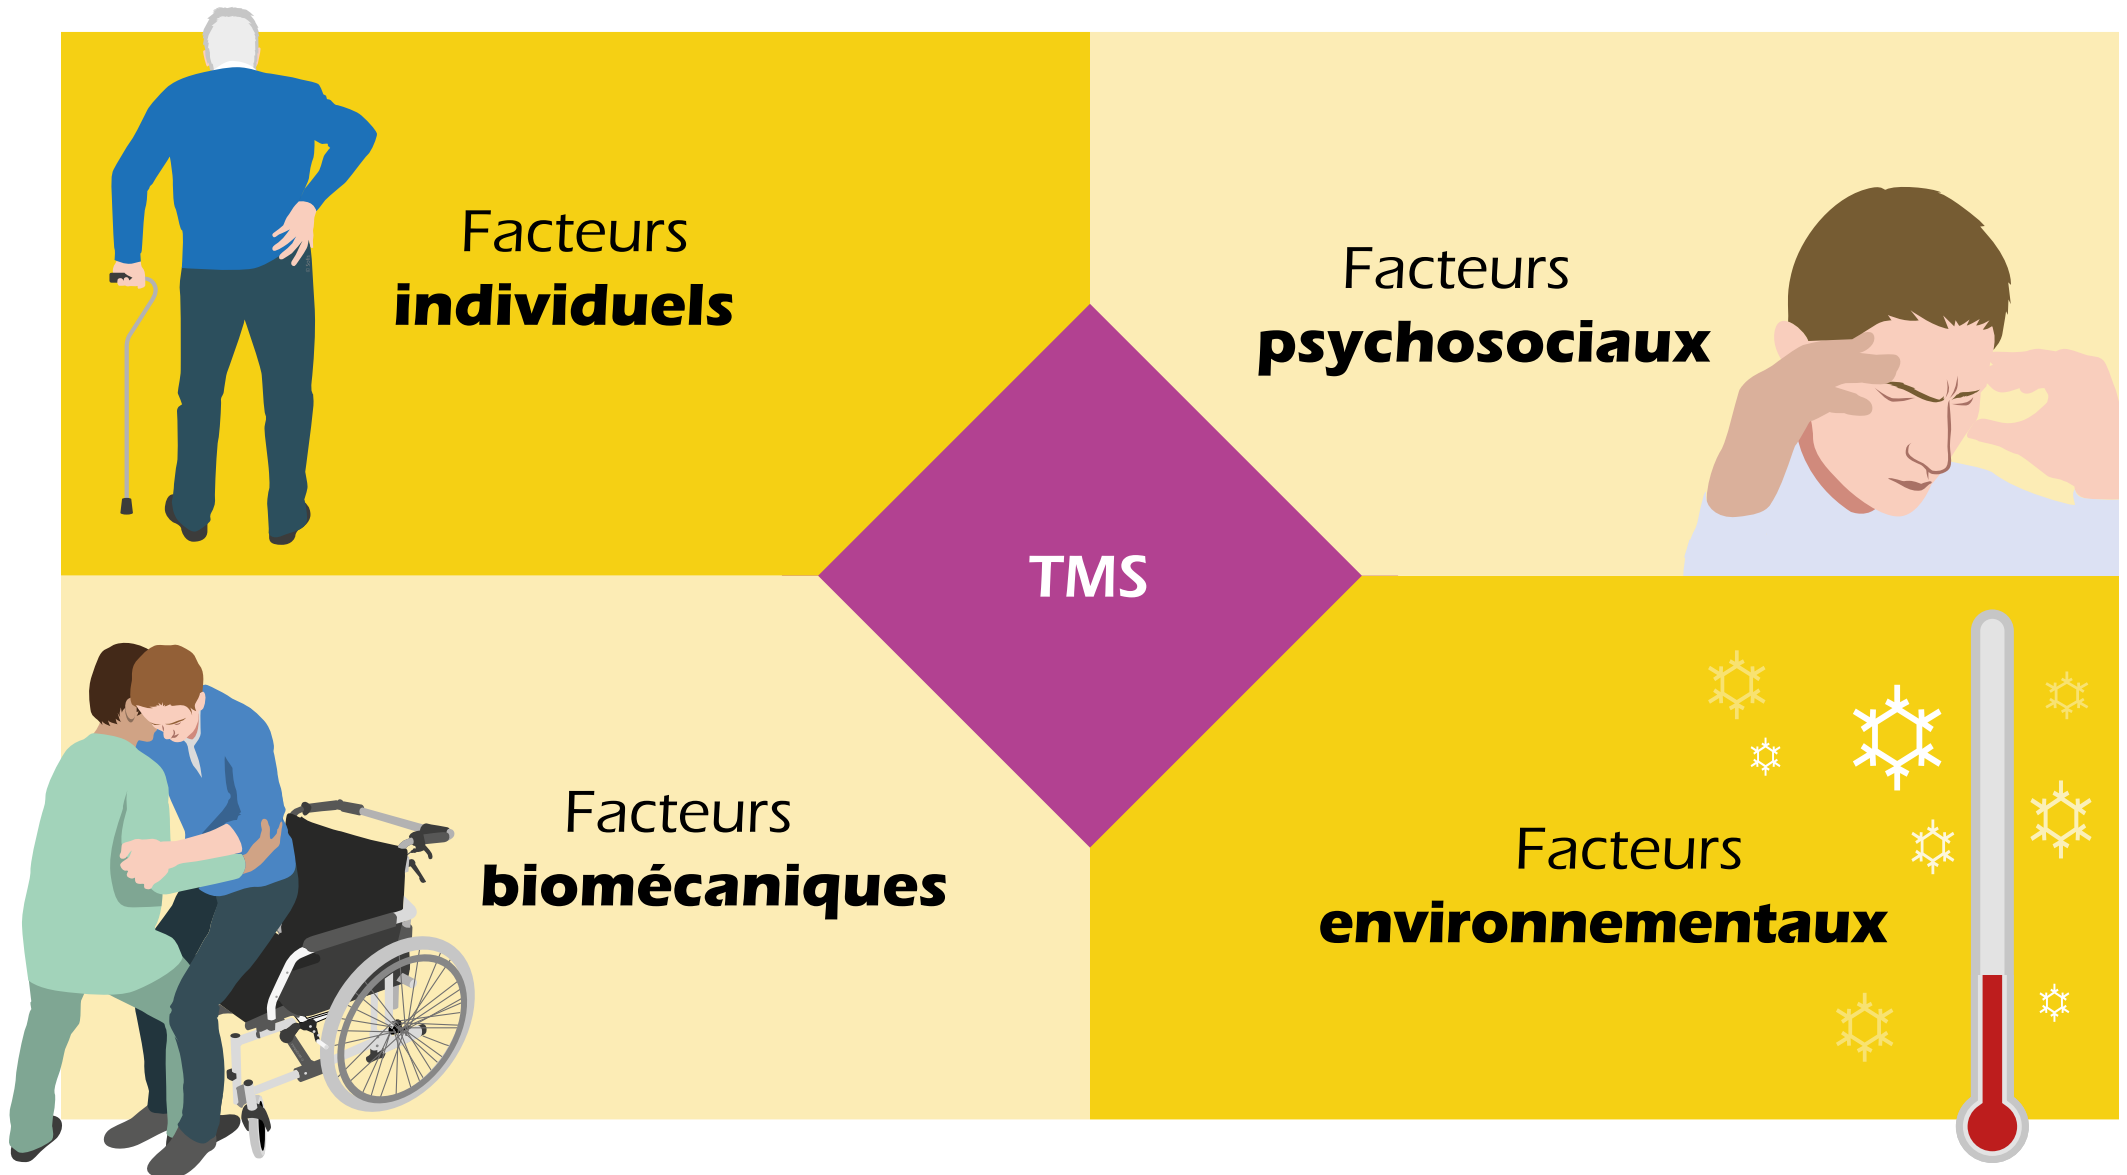 Facteurs
individuels
Facteurs
psychosociaux
TMS
Facteurs
biomécaniques
Facteurs
environnementaux